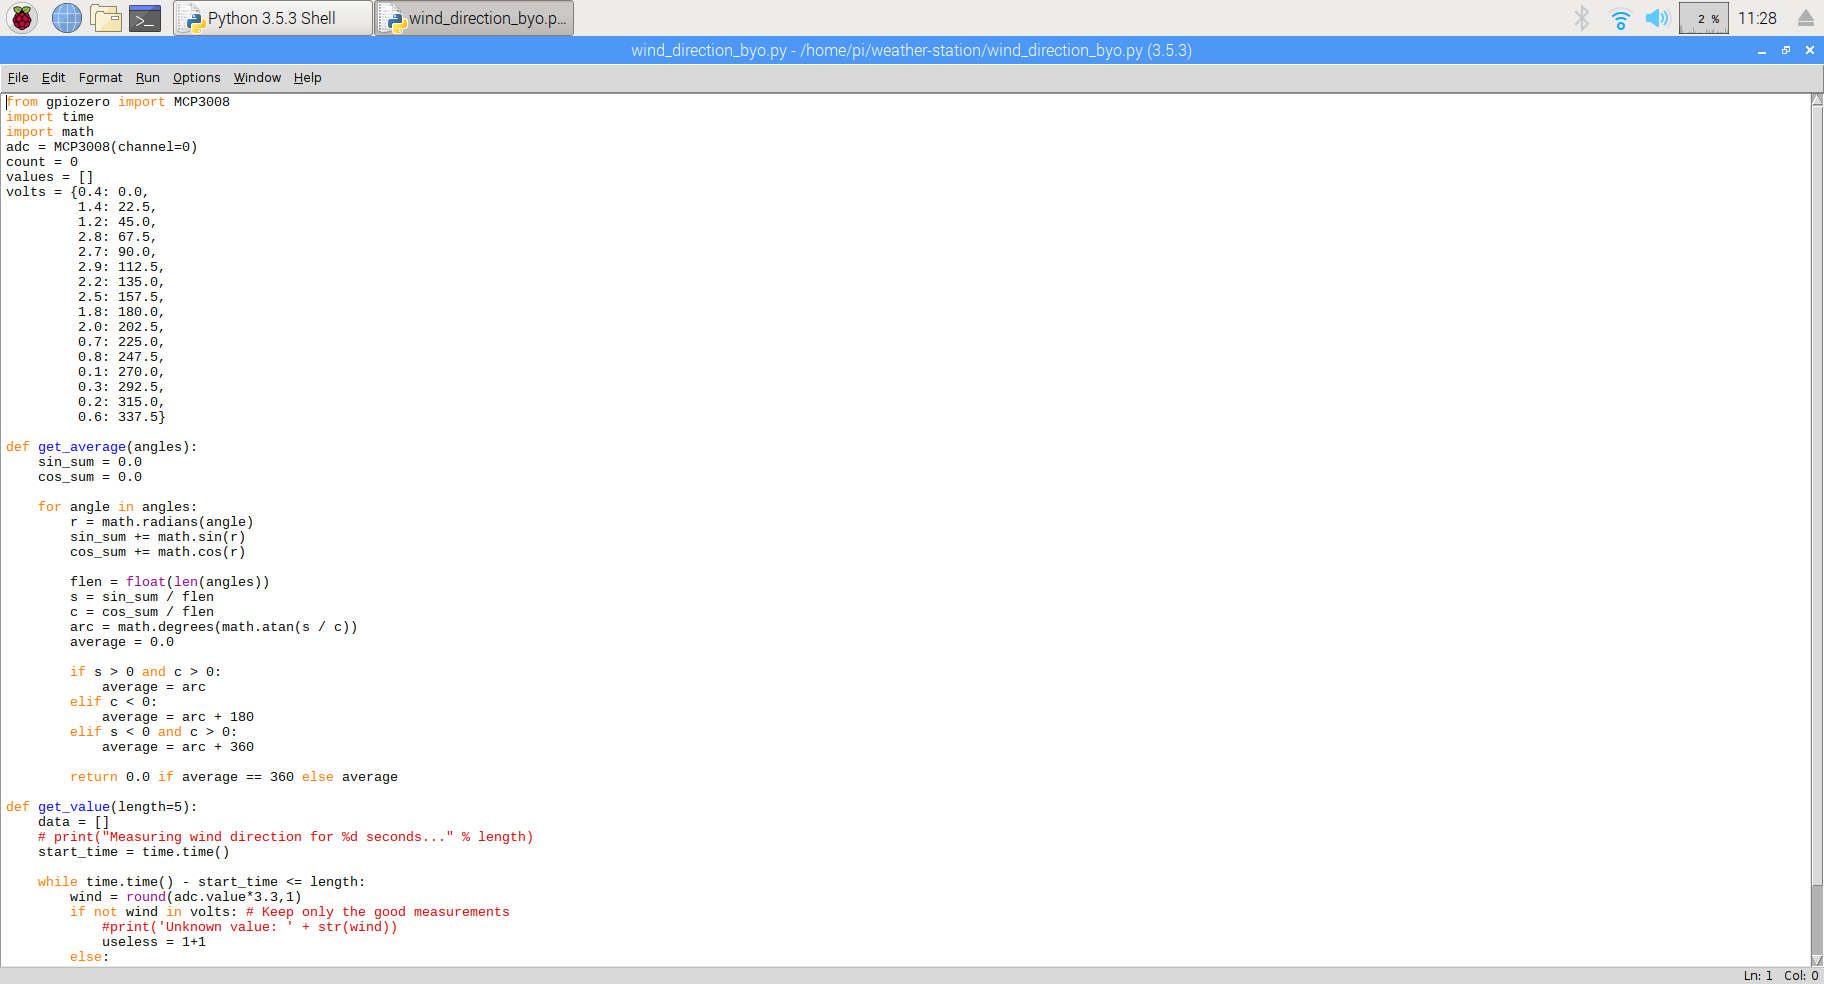 Python 3.5.3 Shell
wind_direction_byo.p...
2 %
11:28
wind_direction_byo.py - /home/pi/weather-station/wind_direction_byo.py (3.5.3)
File Edit Format Run Options Window Help
from gpiozero import MCP3008
import time
import math
adc = MCP3008(channel=0)
count = 0
values = []
volts = {0.4: 0.0,
         1.4: 22.5,
         1.2: 45.0,
         2.8: 67.5,
         2.7: 90.0,
         2.9: 112.5,
         2.2: 135.0,
         2.5: 157.5,
         1.8: 180.0,
         2.0: 202.5,
         0.7: 225.0,
         0.8: 247.5,
         0.1: 270.0,
         0.3: 292.5,
         0.2: 315.0,
         0.6: 337.5}
def get_average(angles):
    sin_sum = 0.0
    cos_sum = 0.0
    for angle in angles:
        r = math.radians(angle)
        sin_sum += math.sin(r)
        cos_sum += math.cos(r)
        flen = float(len(angles))
        s = sin_sum / flen
        c = cos_sum / flen
        arc = math.degrees(math.atan(s / c))
        average = 0.0
        if s > 0 and c > 0:
            average = arc
        elif c < 0:
            average = arc + 180
        elif s < 0 and c > 0:
            average = arc + 360
        return 0.0 if average == 360 else average
def get_value(length=5):
    data = []
    # print("Measuring wind direction for %d seconds..." % length)
    start_time = time.time()
    while time.time() - start_time <= length:
        wind = round(adc.value*3.3,1)
        if not wind in volts: # Keep only the good measurements
            #print('Unknown value: ' + str(wind))
            useless = 1+1
        else:
Ln: 1 Col: 0